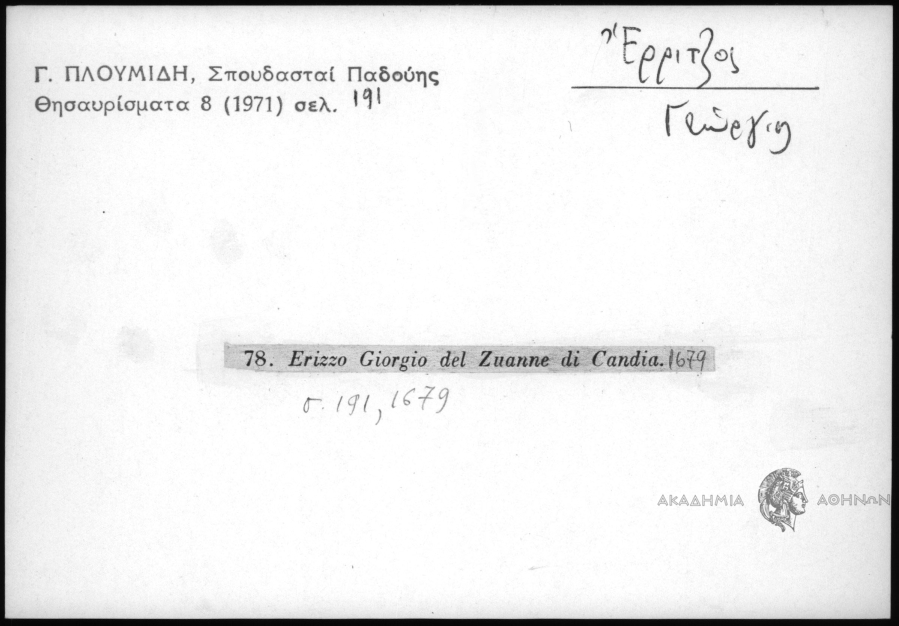 Γ. ΠΛΟΥΜΙΔΗ, Σπουδασταί Παδούης
Θησαυρίσματα 8 (1971) σελ. 191
Ἐρριτζος
Γεώργιος
78. Erizzo Giorgio del Zuanne di Candia. 1679
σ. 191, 1679
ΑΚΑΔΗΜΙΑ ΑΘΗΝΩΝ